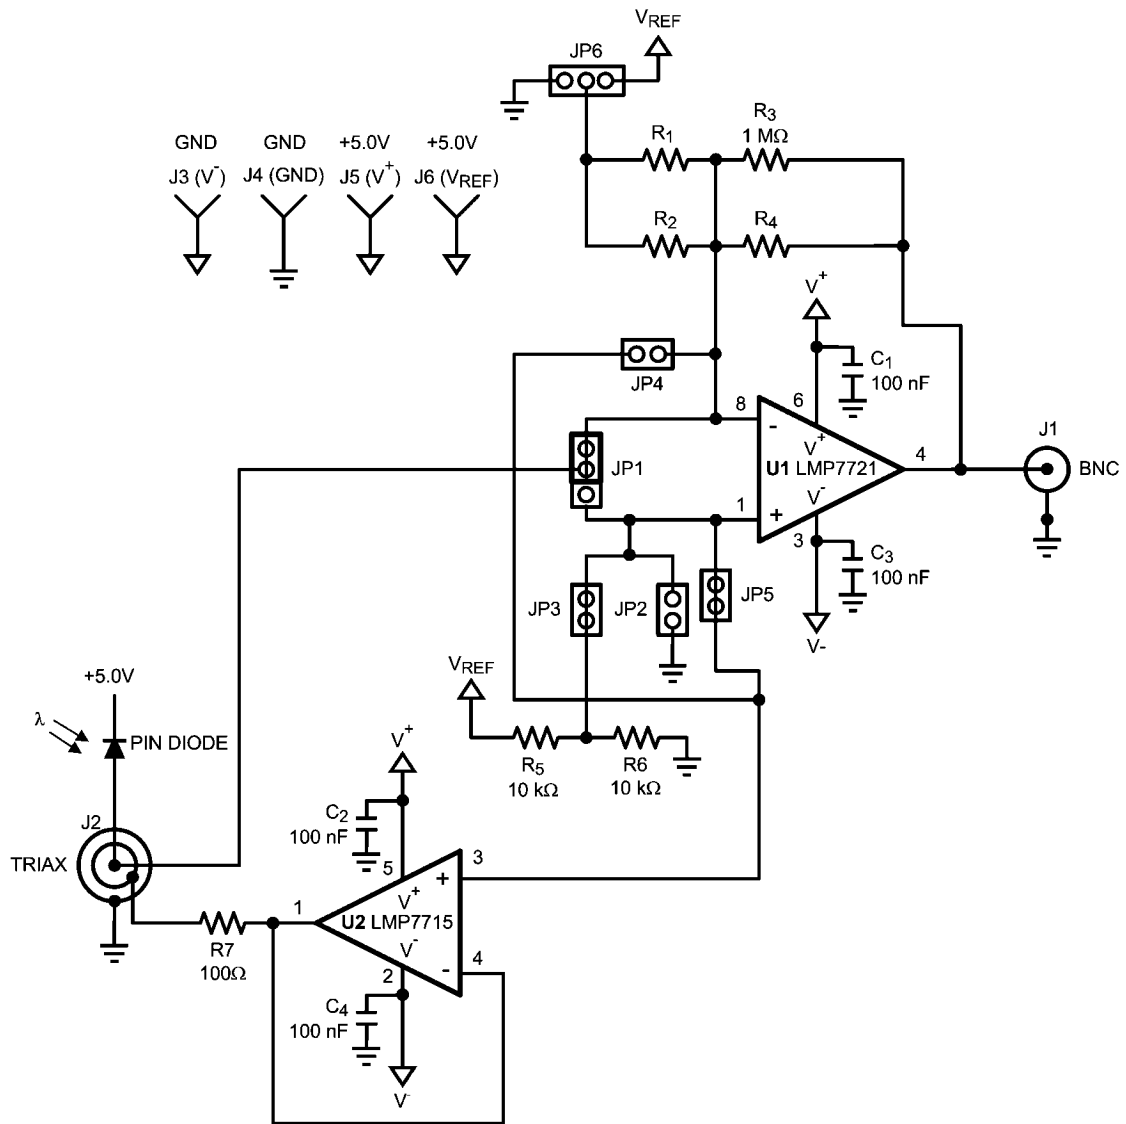 V_REF
JP6
R3
1 MΩ
R1
GND GND +5.0V +5.0V
J3 (V⁻) J4 (GND) J5 (V⁺) J6 (V_REF)
R2 R4
V⁺
C1
100 nF
JP4
8
6
-
V⁺
J1
JP1
U1 LMP7721
4
BNC
V⁻
1
+
3
C3
100 nF
JP3
JP2
JP5
V-
V_REF
+5.0V
λ
PIN DIODE
V⁺
R5
10 kΩ
R6
10 kΩ
J2
C2
100 nF
TRIAX
5
3
V⁺
+
1
U2 LMP7715
V⁻
4
-
R7
100Ω
2
C4
100 nF
V⁻